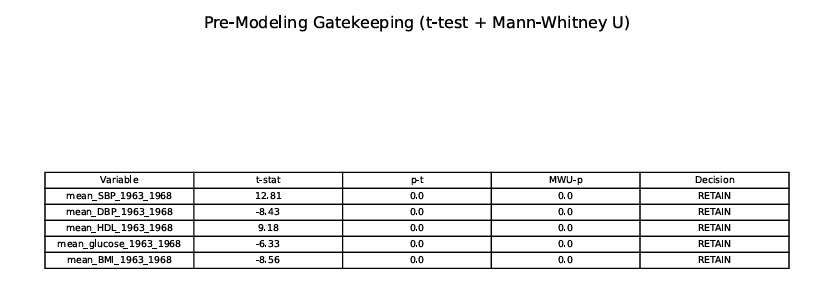 Pre-Modeling Gatekeeping (t-test + Mann-Whitney U)
Variable t-stat p-t MWU-p Decision
mean_SBP_1963_1968 12.81 0.0 0.0 RETAIN
mean_DBP_1963_1968 -8.43 0.0 0.0 RETAIN
mean_HDL_1963_1968 9.18 0.0 0.0 RETAIN
mean_glucose_1963_1968 -6.33 0.0 0.0 RETAIN
mean_BMI_1963_1968 -8.56 0.0 0.0 RETAIN